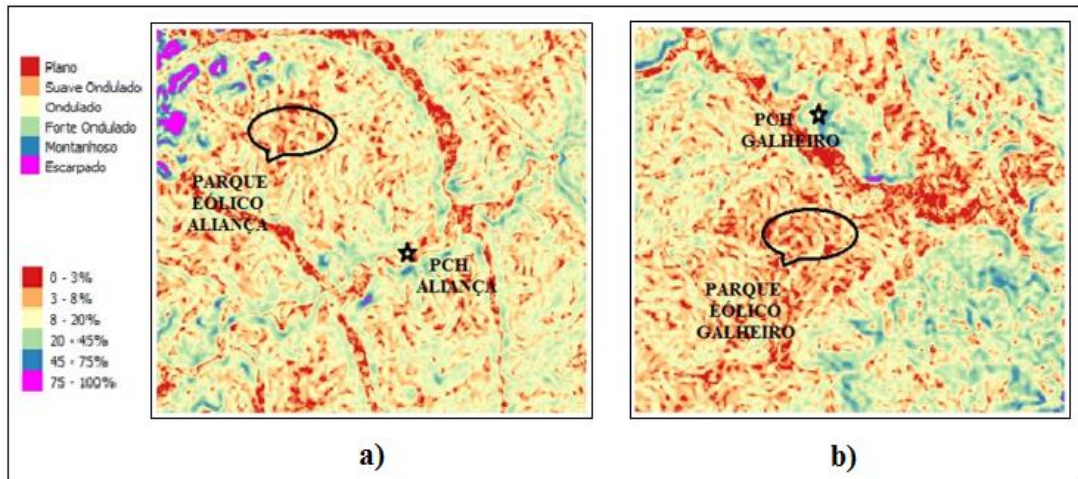 Plano
Suave Ondulado
Ondulado
Forte Ondulado
Montanhoso
Escarpado
0 - 3%
3 - 8%
8 - 20%
20 - 45%
45 - 75%
75 - 100%
PARQUE
EÓLICO
ALIANÇA
PCH
ALIANÇA
a)
PCH
GALHEIRO
PARQUE
EÓLICO
GALHEIRO
b)